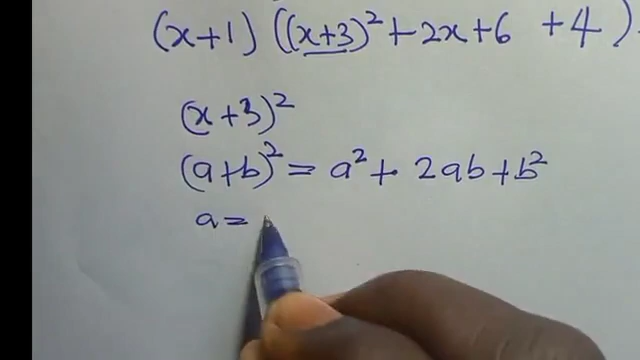 (x+1) ((x+3)² + 2x + 6 + 4)
(x+3)²
(a+b)² = a² + 2ab + b²
a =